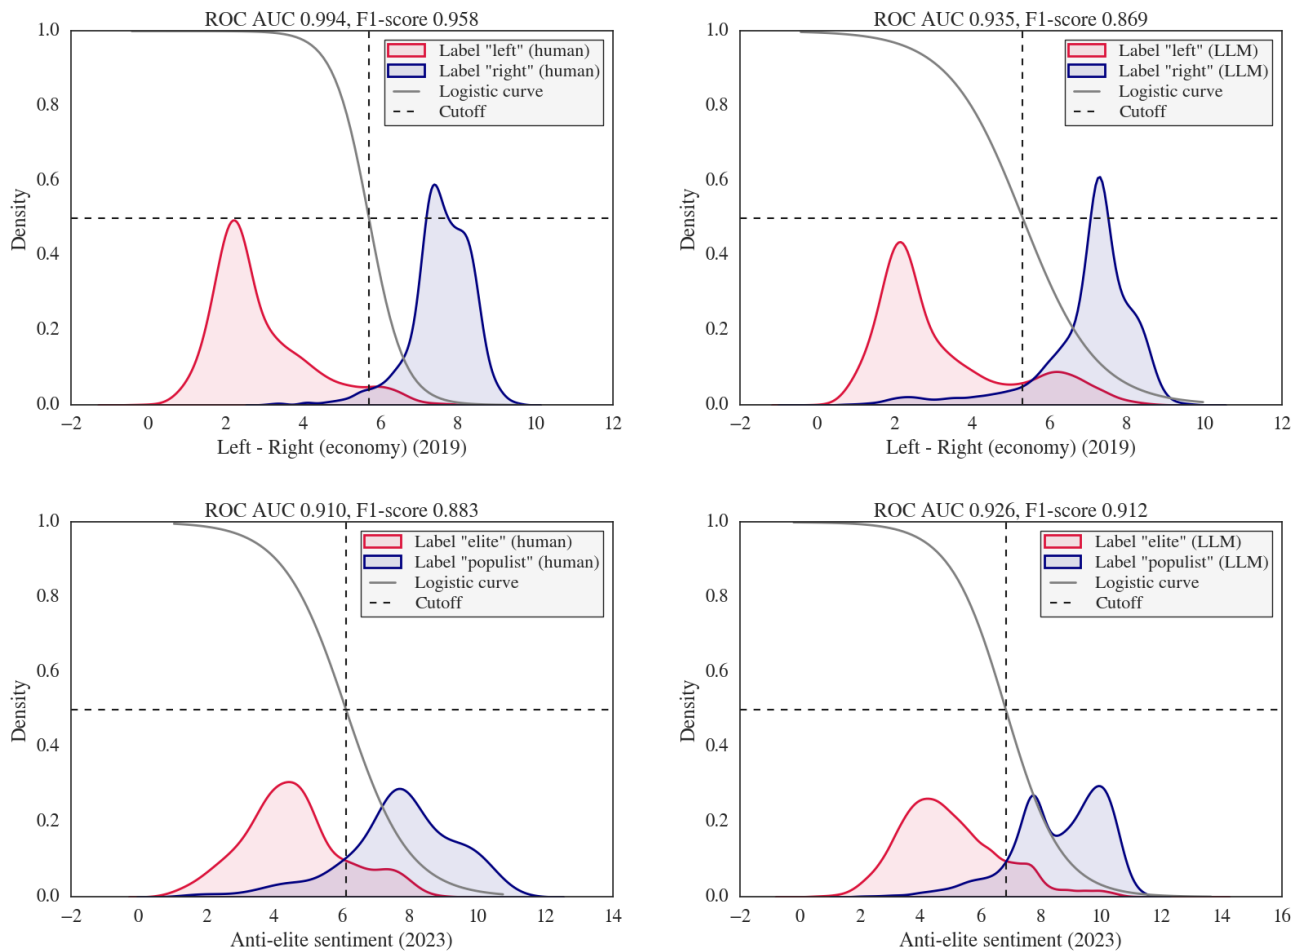 ROC AUC 0.994, F1-score 0.958
1.0
0.8
0.6
0.4
0.2
0.0
Density
Label "left" (human)
Label "right" (human)
Logistic curve
Cutoff
−2 0 2 4 6 8 10 12
Left - Right (economy) (2019)
ROC AUC 0.935, F1-score 0.869
1.0
0.8
0.6
0.4
0.2
0.0
Density
Label "left" (LLM)
Label "right" (LLM)
Logistic curve
Cutoff
−2 0 2 4 6 8 10 12
Left - Right (economy) (2019)
ROC AUC 0.910, F1-score 0.883
1.0
0.8
0.6
0.4
0.2
0.0
Density
Label "elite" (human)
Label "populist" (human)
Logistic curve
Cutoff
−2 0 2 4 6 8 10 12 14
Anti-elite sentiment (2023)
ROC AUC 0.926, F1-score 0.912
1.0
0.8
0.6
0.4
0.2
0.0
Density
Label "elite" (LLM)
Label "populist" (LLM)
Logistic curve
Cutoff
−2 0 2 4 6 8 10 12 14 16
Anti-elite sentiment (2023)